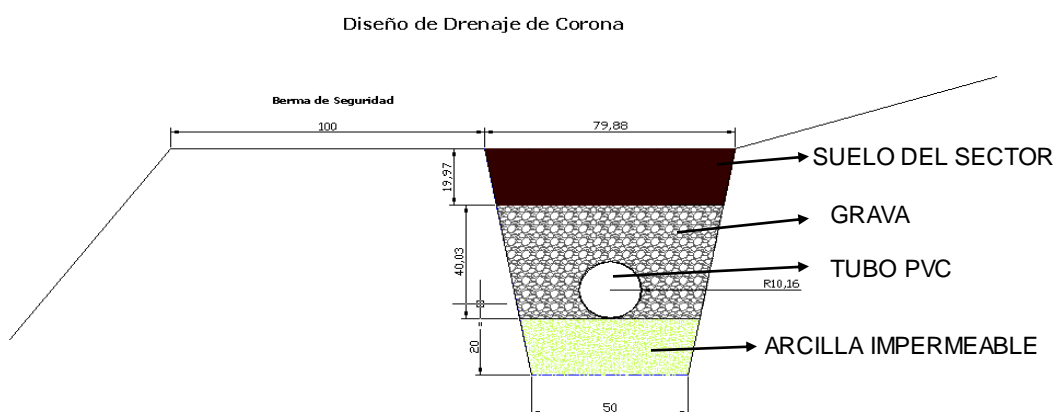 Diseño de Drenaje de Corona
Berma de Seguridad
100
79,88
19,97
SUELO DEL SECTOR
GRAVA
40,03
TUBO PVC
R10,16
20
ARCILLA IMPERMEABLE
50